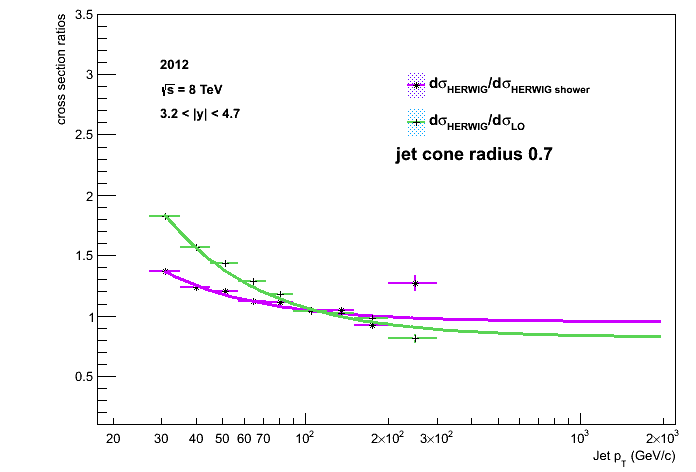 cross section ratios
3.5
3
2.5
2
1.5
1
0.5
2012
√s = 8 TeV
3.2 < |y| < 4.7
dσHERWIG/dσHERWIG shower
dσHERWIG/dσLO
jet cone radius 0.7
20 30 40 50 60 70 10² 2×10² 3×10² 10³ 2×10³
Jet pT (GeV/c)